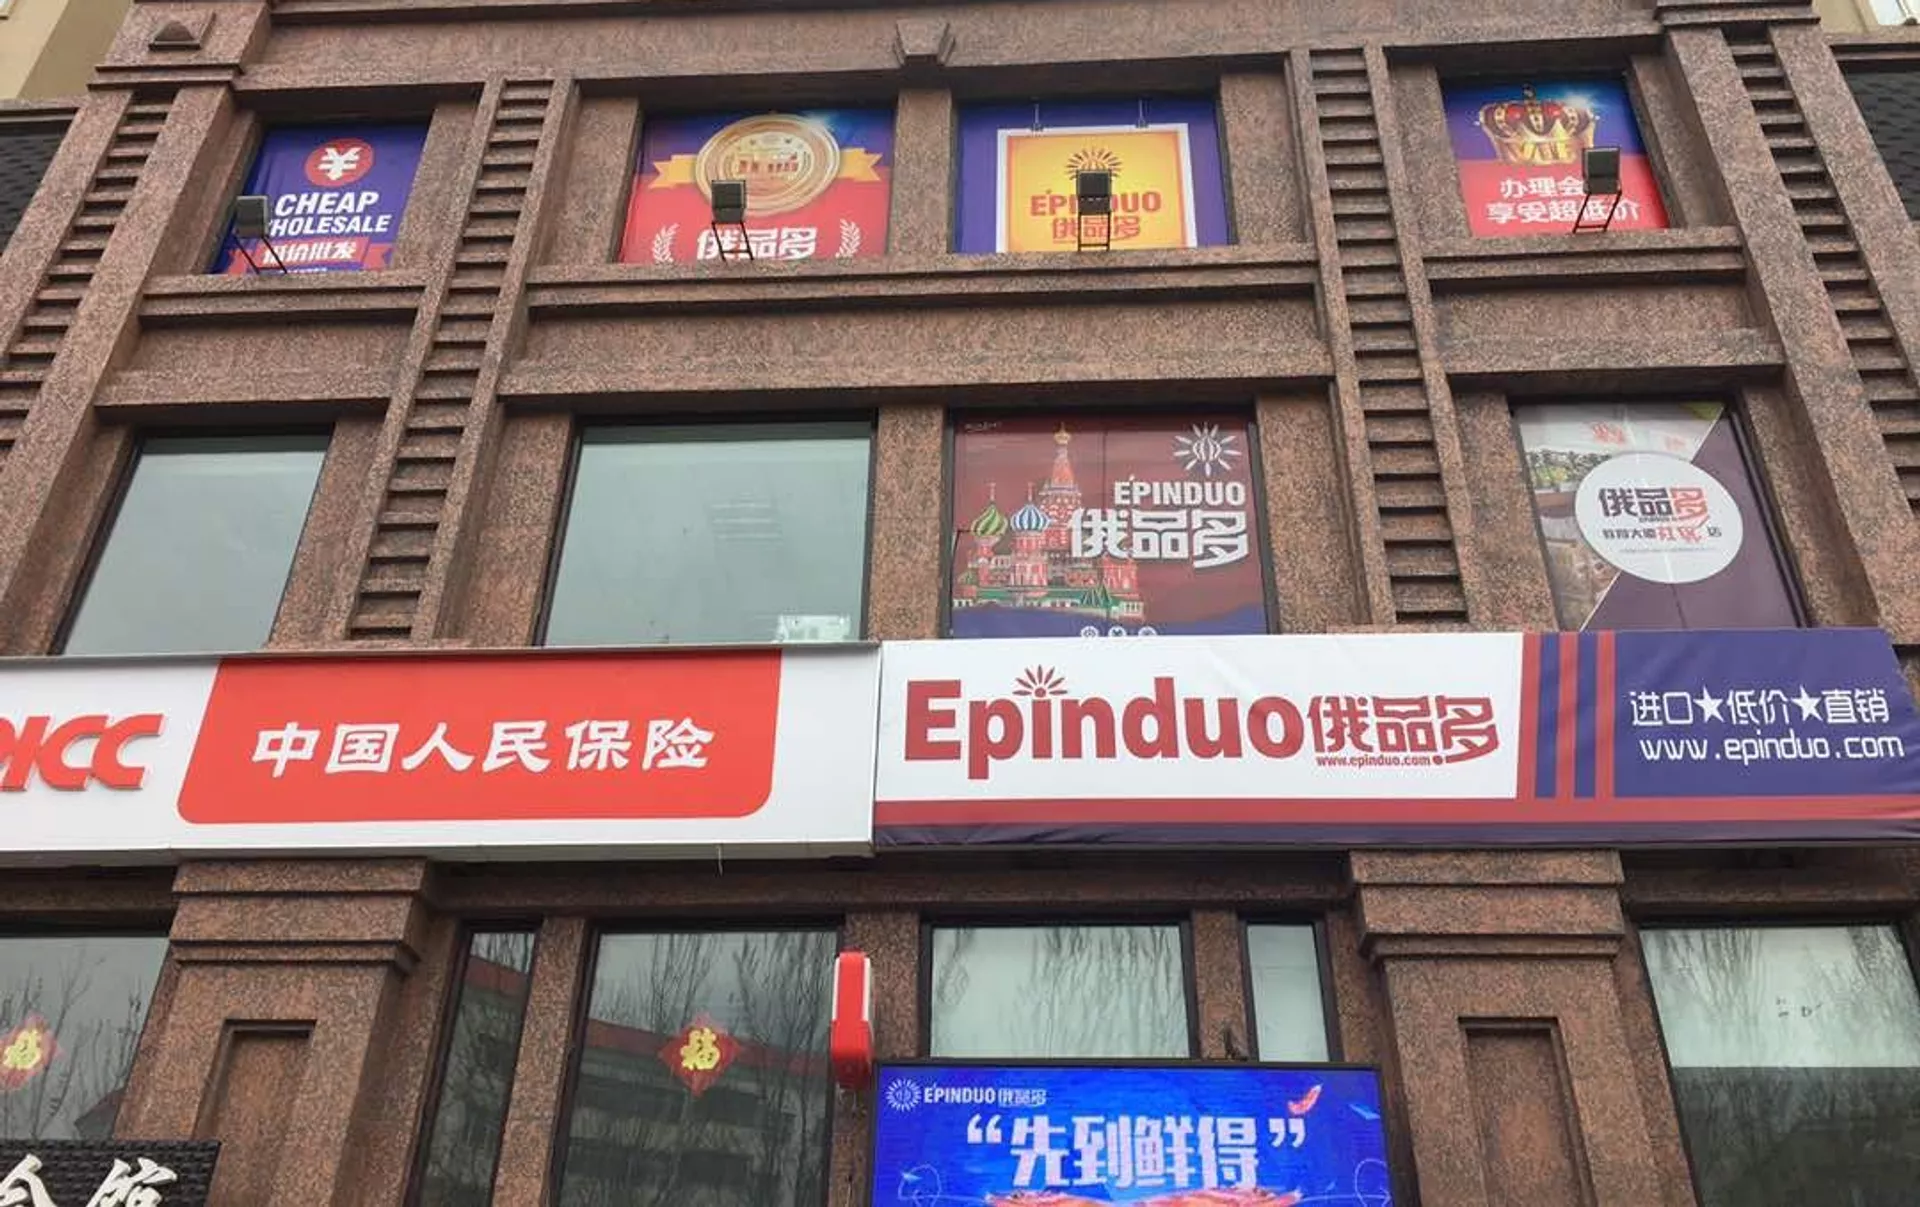 CHEAP
WHOLESALE
低价批发
俄品多
EPINDUO
俄品多
办理会
享受超低价
EPINDUO
俄品多
俄品多
PICC
中国人民保险
Epinduo俄品多
www.epinduo.com
进口★低价★直销
www.epinduo.com
福
福
EPINDUO俄品多
“先到鲜得”